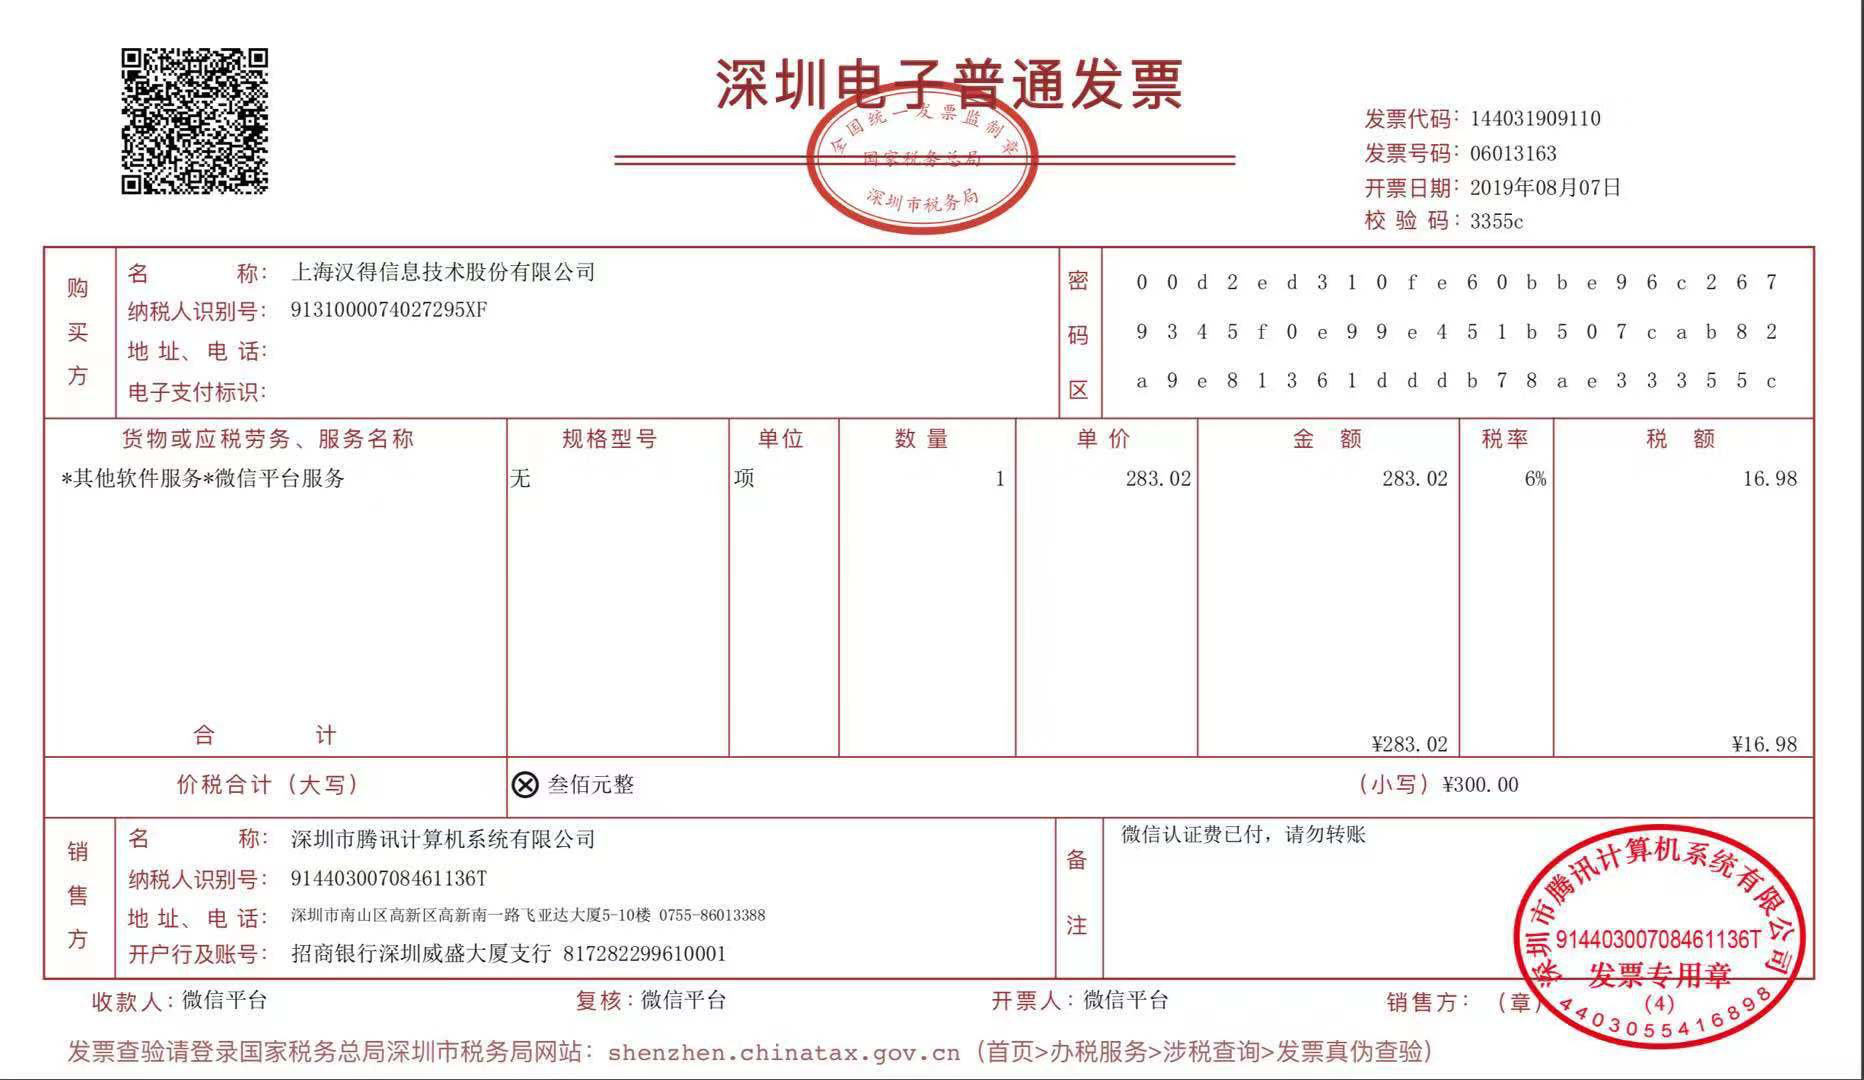 深圳电子普通发票
全国统一发票监制章
国家税务总局
深圳市税务局
发票代码：144031909110
发票号码：06013163
开票日期：2019年08月07日
校 验 码：3355c
购买方
名 称：上海汉得信息技术股份有限公司
纳税人识别号：9131000074027295XF
地 址、电 话：
电子支付标识：
密码区
0 0 d 2 e d 3 1 0 f e 6 0 b b e 9 6 c 2 6 7
9 3 4 5 f 0 e 9 9 e 4 5 1 b 5 0 7 c a b 8 2
a 9 e 8 1 3 6 1 d d d b 7 8 a e 3 3 3 5 5 c
货物或应税劳务、服务名称 规格型号 单位 数 量 单 价 金 额 税率 税 额
*其他软件服务*微信平台服务 无 项 1 283.02 283.02 6% 16.98
合 计 ¥283.02 ¥16.98
价税合计（大写） ⊗ 叁佰元整 （小写）¥300.00
销售方
名 称：深圳市腾讯计算机系统有限公司
纳税人识别号：91440300708461136T
地 址、电 话：深圳市南山区高新区高新南一路飞亚达大厦5-10楼 0755-86013388
开户行及账号：招商银行深圳威盛大厦支行 817282299610001
备注
微信认证费已付，请勿转账
深圳市腾讯计算机系统有限公司
91440300708461136T
发票专用章
(4)
4403055416898
收款人：微信平台 复核：微信平台 开票人：微信平台 销售方：（章）
发票查验请登录国家税务总局深圳市税务局网站：shenzhen.chinatax.gov.cn（首页>办税服务>涉税查询>发票真伪查验）